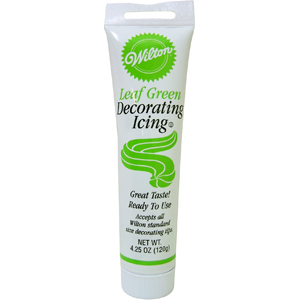 Wilton
Leaf Green
Decorating
Icing
Great Taste!
Ready To Use
Accepts all
Wilton standard
size decorating tips
NET WT.
4.25 OZ (120g)